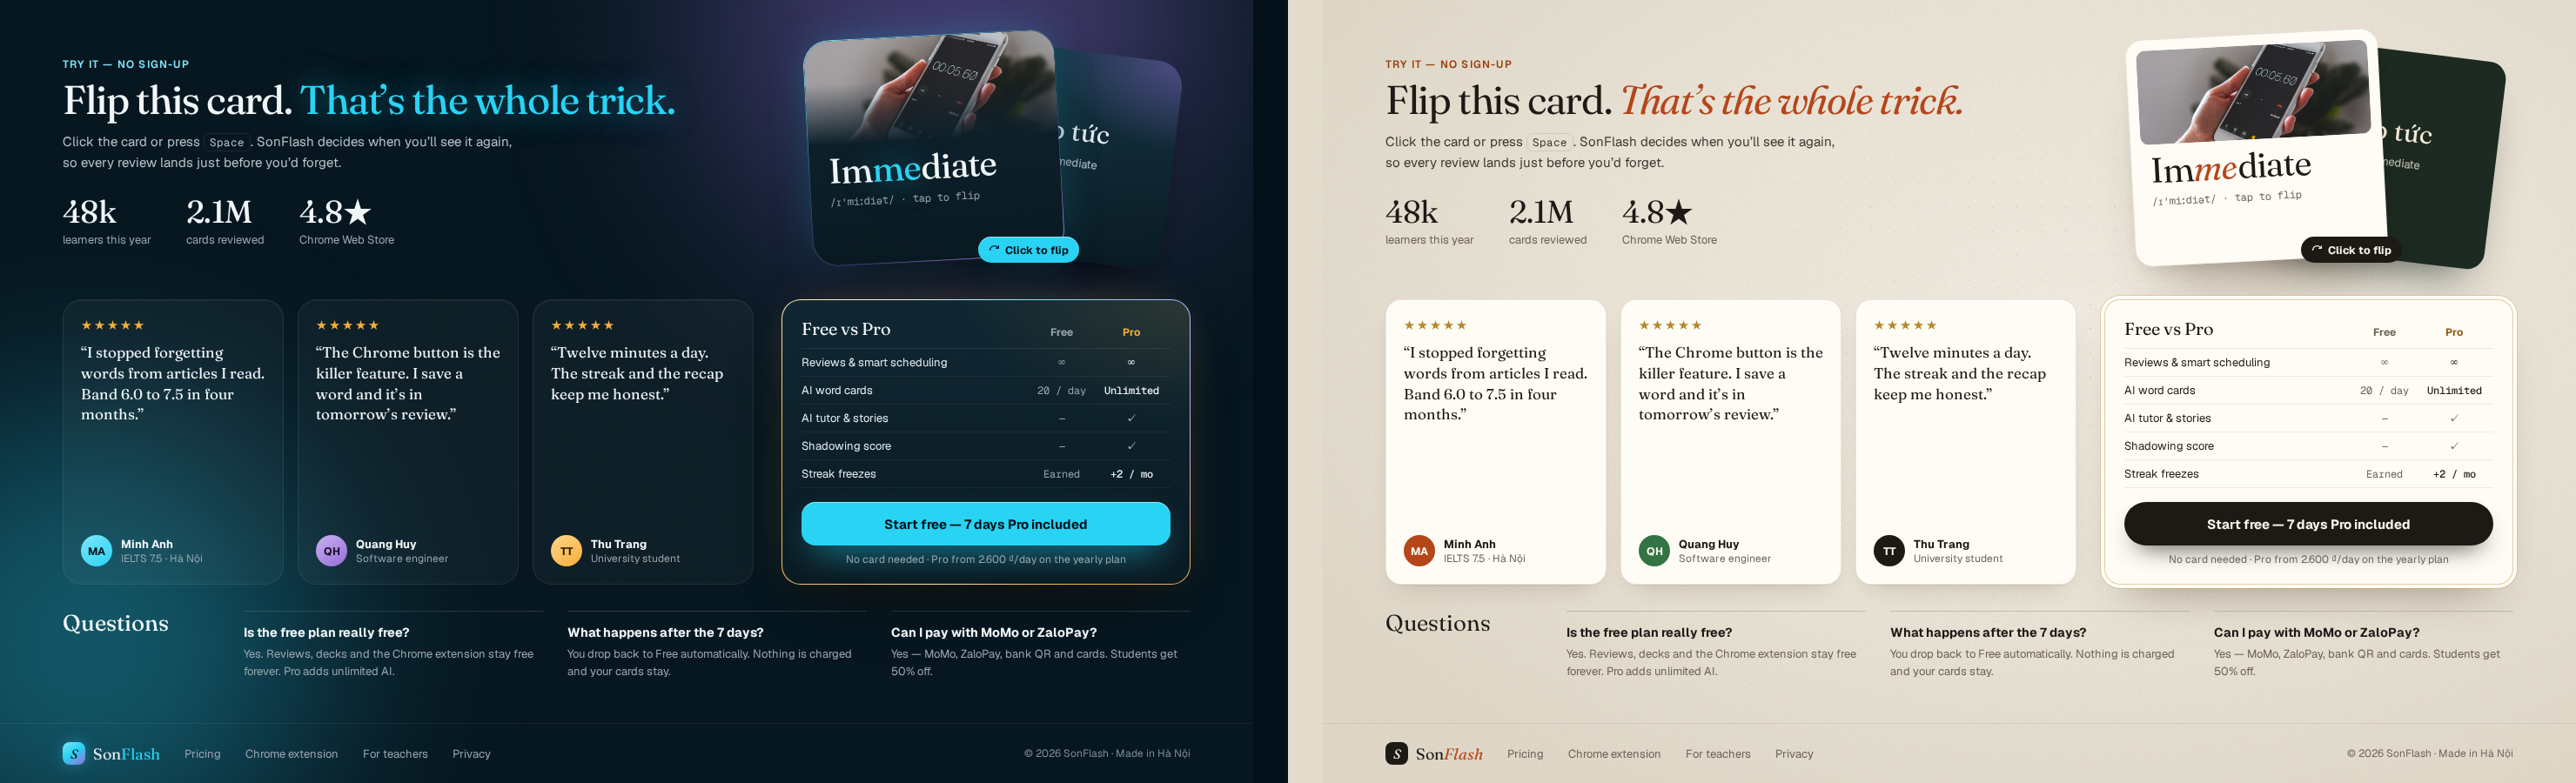 TRY IT — NO SIGN-UP
Flip this card. That’s the whole trick.
Click the card or press Space. SonFlash decides when you’ll see it again,
so every review lands just before you’d forget.
48k
learners this year
2.1M
cards reviewed
4.8★
Chrome Web Store
00:05.60
Immediate
/ɪˈmiːdiət/ · tap to flip
tức
mediate
Click to flip
★★★★★
“I stopped forgetting
words from articles I read.
Band 6.0 to 7.5 in four
months.”
MA
Minh Anh
IELTS 7.5 · Hà Nội
★★★★★
“The Chrome button is the
killer feature. I save a
word and it’s in
tomorrow’s review.”
QH
Quang Huy
Software engineer
★★★★★
“Twelve minutes a day.
The streak and the recap
keep me honest.”
TT
Thu Trang
University student
Free vs Pro Free Pro
Reviews & smart scheduling ∞ ∞
AI word cards 20 / day Unlimited
AI tutor & stories – ✓
Shadowing score – ✓
Streak freezes Earned +2 / mo
Start free — 7 days Pro included
No card needed · Pro from 2.600 ₫/day on the yearly plan
Questions
Is the free plan really free?
Yes. Reviews, decks and the Chrome extension stay free
forever. Pro adds unlimited AI.
What happens after the 7 days?
You drop back to Free automatically. Nothing is charged
and your cards stay.
Can I pay with MoMo or ZaloPay?
Yes — MoMo, ZaloPay, bank QR and cards. Students get
50% off.
S SonFlash Pricing Chrome extension For teachers Privacy
© 2026 SonFlash · Made in Hà Nội
TRY IT — NO SIGN-UP
Flip this card. That’s the whole trick.
Click the card or press Space. SonFlash decides when you’ll see it again,
so every review lands just before you’d forget.
48k
learners this year
2.1M
cards reviewed
4.8★
Chrome Web Store
00:05.60
Immediate
/ɪˈmiːdiət/ · tap to flip
tức
mediate
Click to flip
★★★★★
“I stopped forgetting
words from articles I read.
Band 6.0 to 7.5 in four
months.”
MA
Minh Anh
IELTS 7.5 · Hà Nội
★★★★★
“The Chrome button is the
killer feature. I save a
word and it’s in
tomorrow’s review.”
QH
Quang Huy
Software engineer
★★★★★
“Twelve minutes a day.
The streak and the recap
keep me honest.”
TT
Thu Trang
University student
Free vs Pro Free Pro
Reviews & smart scheduling ∞ ∞
AI word cards 20 / day Unlimited
AI tutor & stories – ✓
Shadowing score – ✓
Streak freezes Earned +2 / mo
Start free — 7 days Pro included
No card needed · Pro from 2.600 ₫/day on the yearly plan
Questions
Is the free plan really free?
Yes. Reviews, decks and the Chrome extension stay free
forever. Pro adds unlimited AI.
What happens after the 7 days?
You drop back to Free automatically. Nothing is charged
and your cards stay.
Can I pay with MoMo or ZaloPay?
Yes — MoMo, ZaloPay, bank QR and cards. Students get
50% off.
S SonFlash Pricing Chrome extension For teachers Privacy
© 2026 SonFlash · Made in Hà Nội